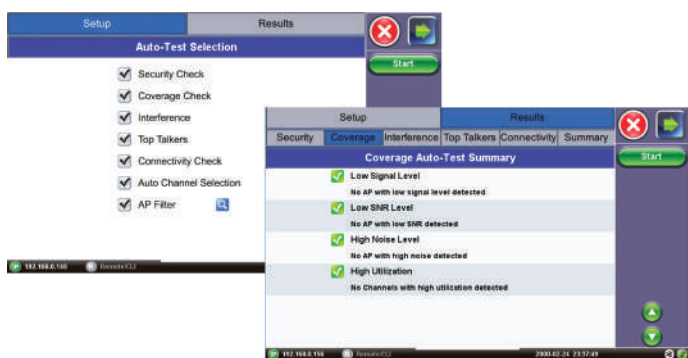 Setup Results
Auto-Test Selection
Start
Security Check
Coverage Check
Interference
Top Talkers
Connectivity Check
Auto Channel Selection
AP Filter
IP 192.168.0.146 R Remote/CLI
Setup Results
Security Coverage Interference Top Talkers Connectivity Summary
Coverage Auto-Test Summary
Start
Low Signal Level
No AP with low signal level detected
Low SNR Level
No AP with low SNR detected
High Noise Level
No AP with high noise detected
High Utilization
No Channels with high utilization detected
IP 192.168.0.156 Remote/CLI 2000-02-24 23:37:49